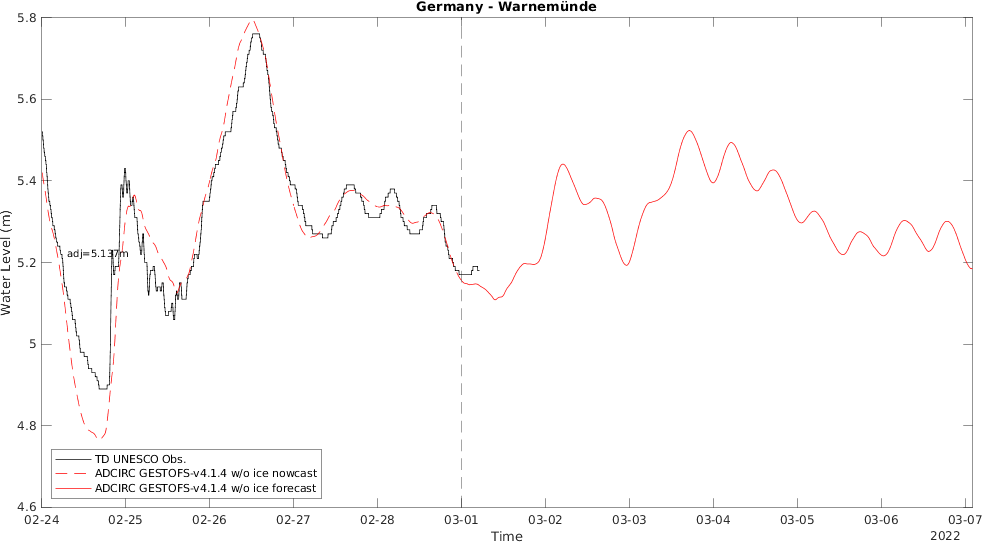 Germany - Warnemünde
5.8
5.6
5.4
5.2
5
4.8
4.6
Water Level (m)
adj=5.137m
TD UNESCO Obs.
ADCIRC GESTOFS-v4.1.4 w/o ice nowcast
ADCIRC GESTOFS-v4.1.4 w/o ice forecast
02-24 02-25 02-26 02-27 02-28 03-01 03-02 03-03 03-04 03-05 03-06 03-07
Time
2022